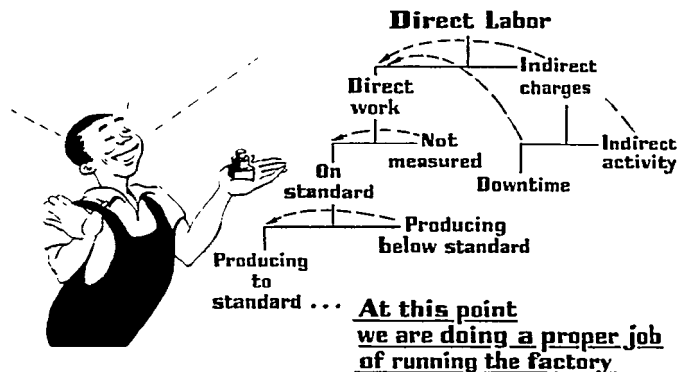 Direct Labor
Indirect
charges
Direct
work
Not
measured
Indirect
activity
On
standard
Downtime
Producing
below standard
Producing
to
standard ...
At this point
we are doing a proper job
of running the factory